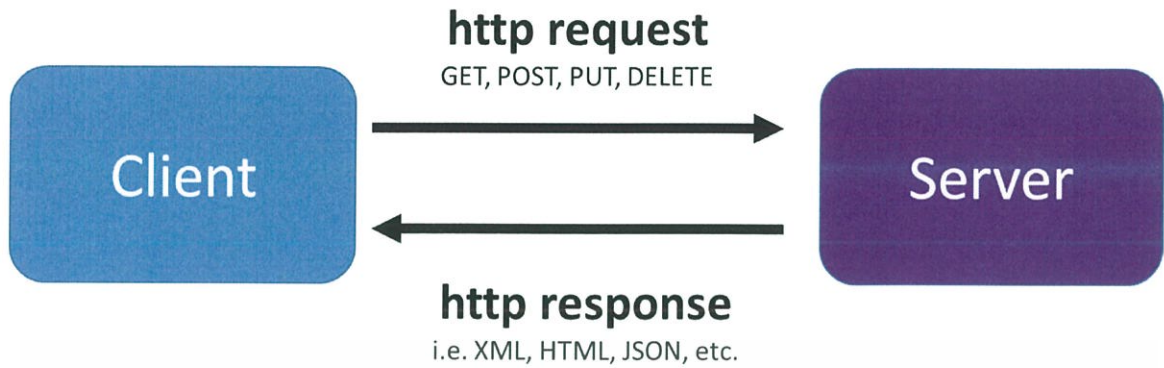 http request
GET, POST, PUT, DELETE
Client
Server
http response
i.e. XML, HTML, JSON, etc.